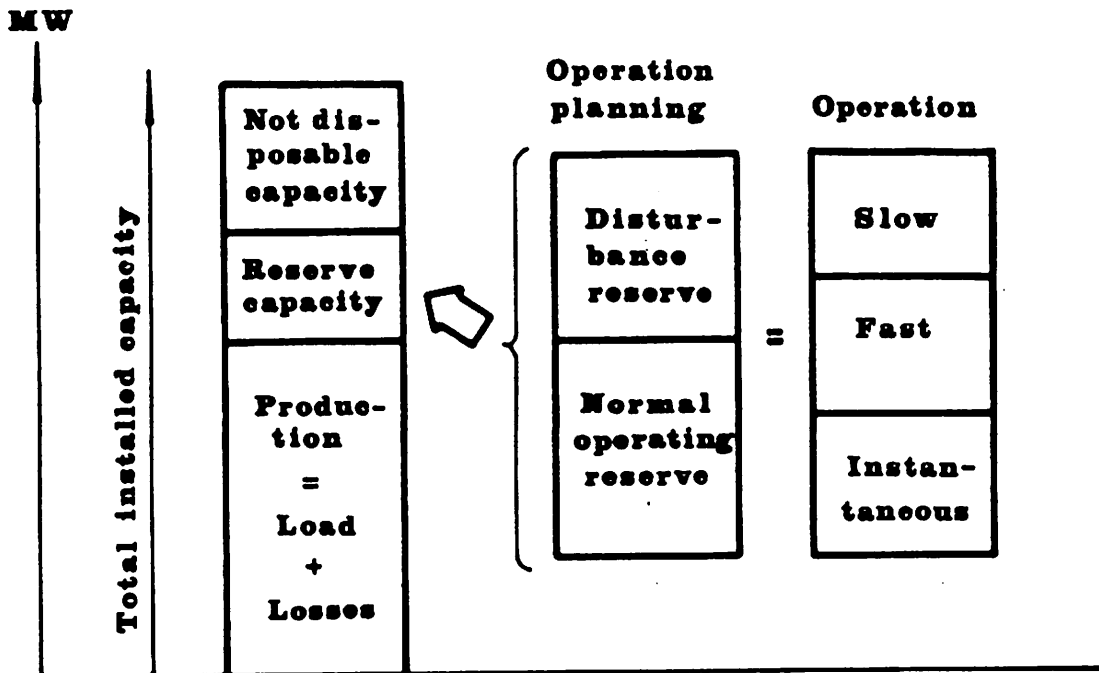 MW
Total installed capacity
Not dis-
posable
capacity
Reserve
capacity
Produc-
tion
=
Load
+
Losses
Operation
planning
Distur-
bance
reserve
Normal
operating
reserve
=
Operation
Slow
Fast
Instan-
taneous